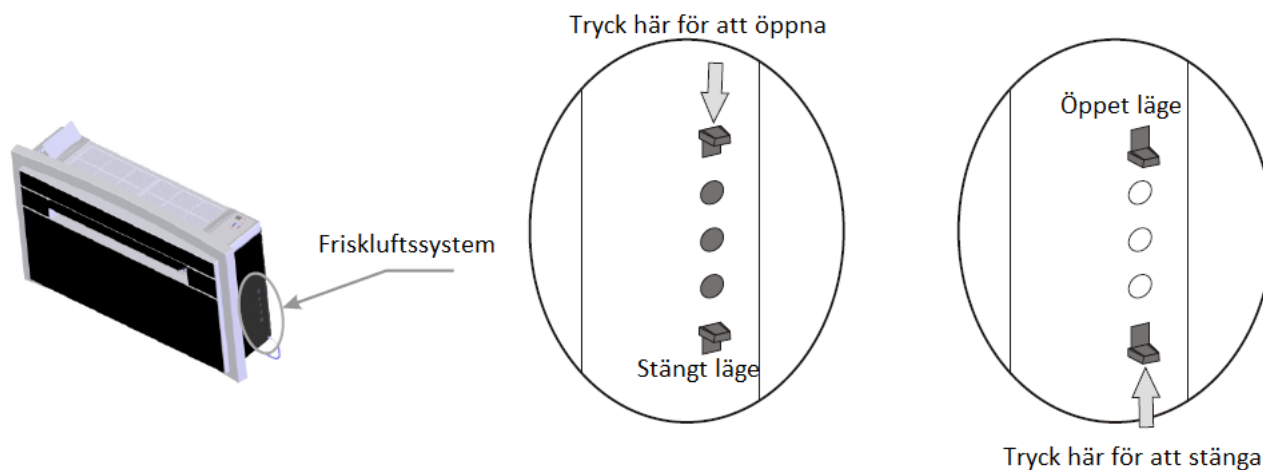 Tryck här för att öppna
Friskluftssystem
Stängt läge
Öppet läge
Tryck här för att stänga